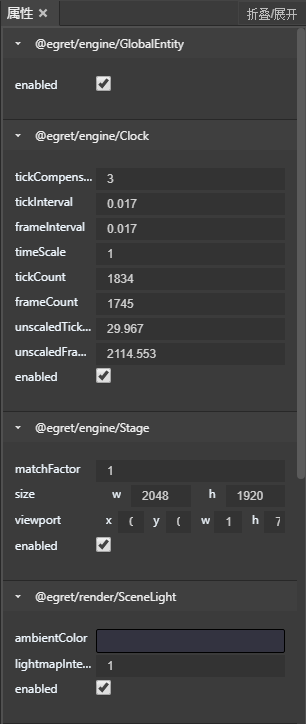 属性 ✕ 折叠/展开
@egret/engine/GlobalEntity
enabled
@egret/engine/Clock
tickCompens... 3
tickInterval 0.017
frameInterval 0.017
timeScale 1
tickCount 1834
frameCount 1745
unscaledTick... 29.967
unscaledFra... 2114.553
enabled
@egret/engine/Stage
matchFactor 1
size w 2048 h 1920
viewport x y w 1 h
enabled
@egret/render/SceneLight
ambientColor
lightmapInte... 1
enabled